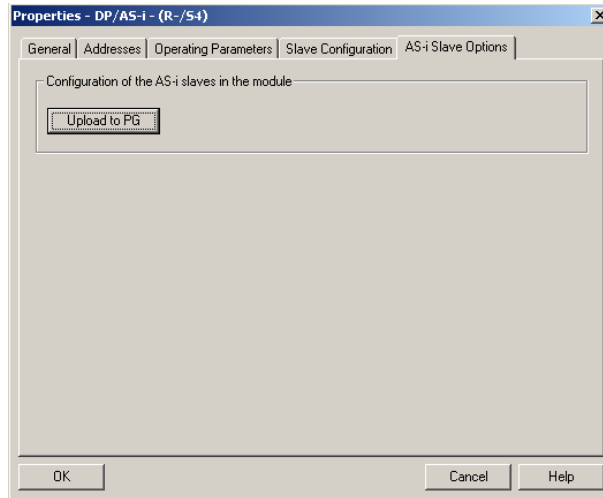 Properties - DP/AS-i - (R-/S4)
General Addresses Operating Parameters Slave Configuration AS-i Slave Options
Configuration of the AS-i slaves in the module
Upload to PG
OK Cancel Help